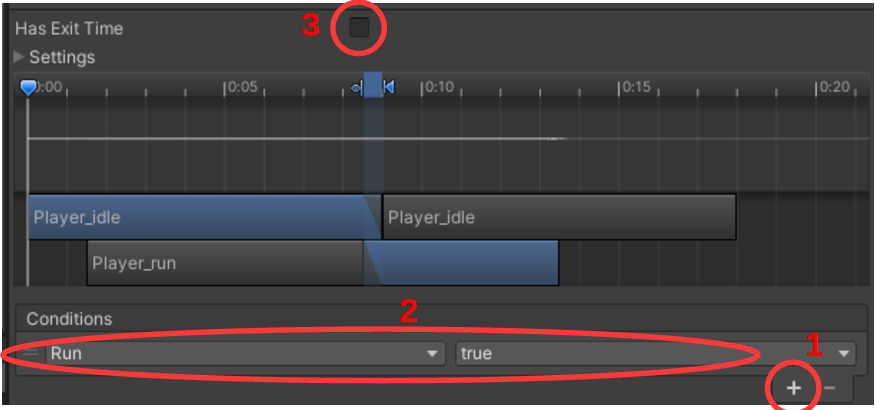 Has Exit Time 3
Settings
0:00 0:05 0:10 0:15 0:20
Player_idle Player_idle
Player_run
Conditions 2
Run true 1
+ -